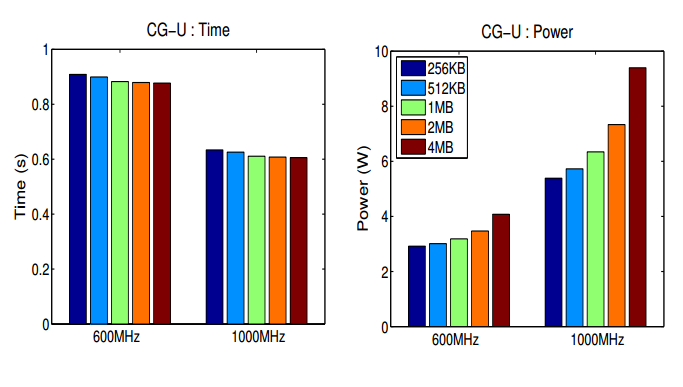 CG-U : Time
1
0.8
0.6
0.4
0.2
0
Time (s)
600MHz
1000MHz
CG-U : Power
10
8
6
4
2
0
Power (W)
256KB
512KB
1MB
2MB
4MB
600MHz
1000MHz